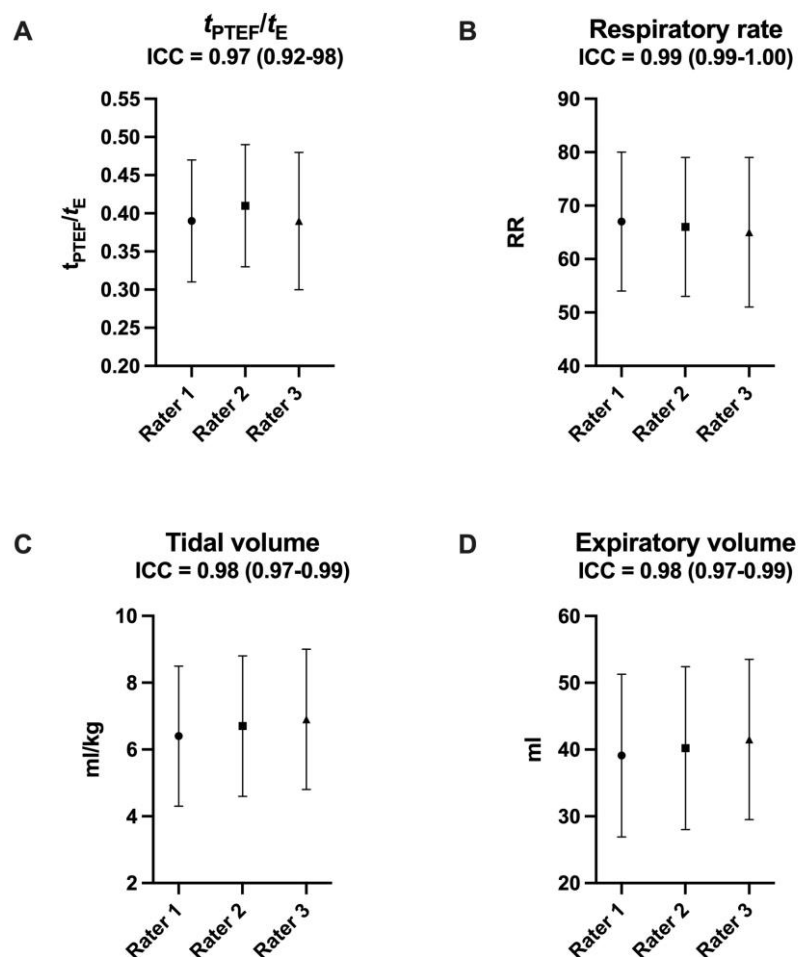 A
t_PTEF/t_E
ICC = 0.97 (0.92-98)
0.55
0.50
0.45
0.40
0.35
0.30
0.25
0.20
t_PTEF/t_E
Rater 1
Rater 2
Rater 3
B
Respiratory rate
ICC = 0.99 (0.99-1.00)
90
80
70
60
50
40
RR
Rater 1
Rater 2
Rater 3
C
Tidal volume
ICC = 0.98 (0.97-0.99)
10
8
6
4
2
ml/kg
Rater 1
Rater 2
Rater 3
D
Expiratory volume
ICC = 0.98 (0.97-0.99)
60
50
40
30
20
ml
Rater 1
Rater 2
Rater 3